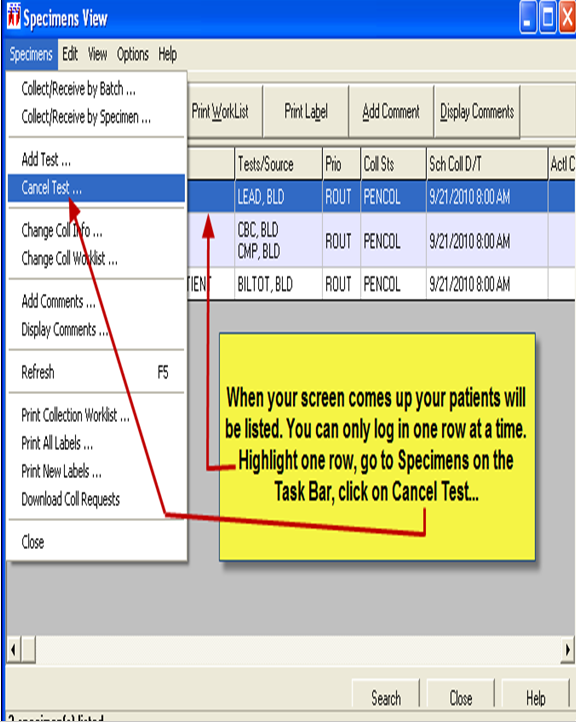 Specimens View
Specimens Edit View Options Help
Print WorkList Print Label Add Comment Display Comments
Collect/Receive by Batch ...
Collect/Receive by Specimen ...
Add Test ...
Cancel Test ...
Change Coll Info ...
Change Coll Worklist ...
Add Comments ...
Display Comments ...
Refresh F5
Print Collection Worklist ...
Print All Labels ...
Print New Labels ...
Download Coll Requests
Close
Tests/Source Prio Coll Sts Sch Coll D/T Actl C
LEAD, BLD ROUT PENCOL 9/21/2010 8:00 AM
CBC, BLD
CMP, BLD ROUT PENCOL 9/21/2010 8:00 AM
TIENT BILTOT, BLD ROUT PENCOL 9/21/2010 8:00 AM
When your screen comes up your patients will
be listed. You can only log in one row at a time.
Highlight one row, go to Specimens on the
Task Bar, click on Cancel Test...
Search Close Help
specimen(s) listed